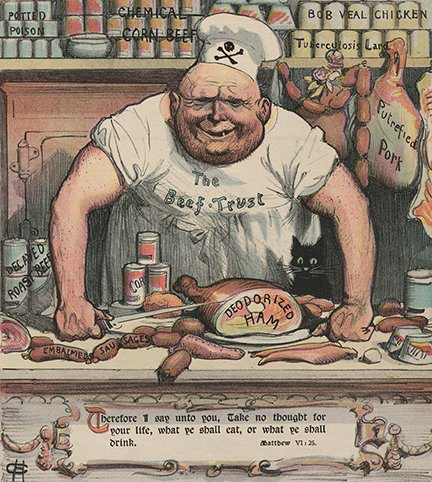 POTTED
POISON
CHEMICAL
CORN BEEF
BOB VEAL CHICKEN
Tuberculosis Lard
Putrefied
Pork
The
Beef-Trust
DECAYED
ROAST BEEF
CORN
DEODORIZED
HAM
EMBALMED SAUSAGES
Therefore I say unto you, Take no thought for
your life, what ye shall eat, or what ye shall
drink.
Matthew VI: 25.